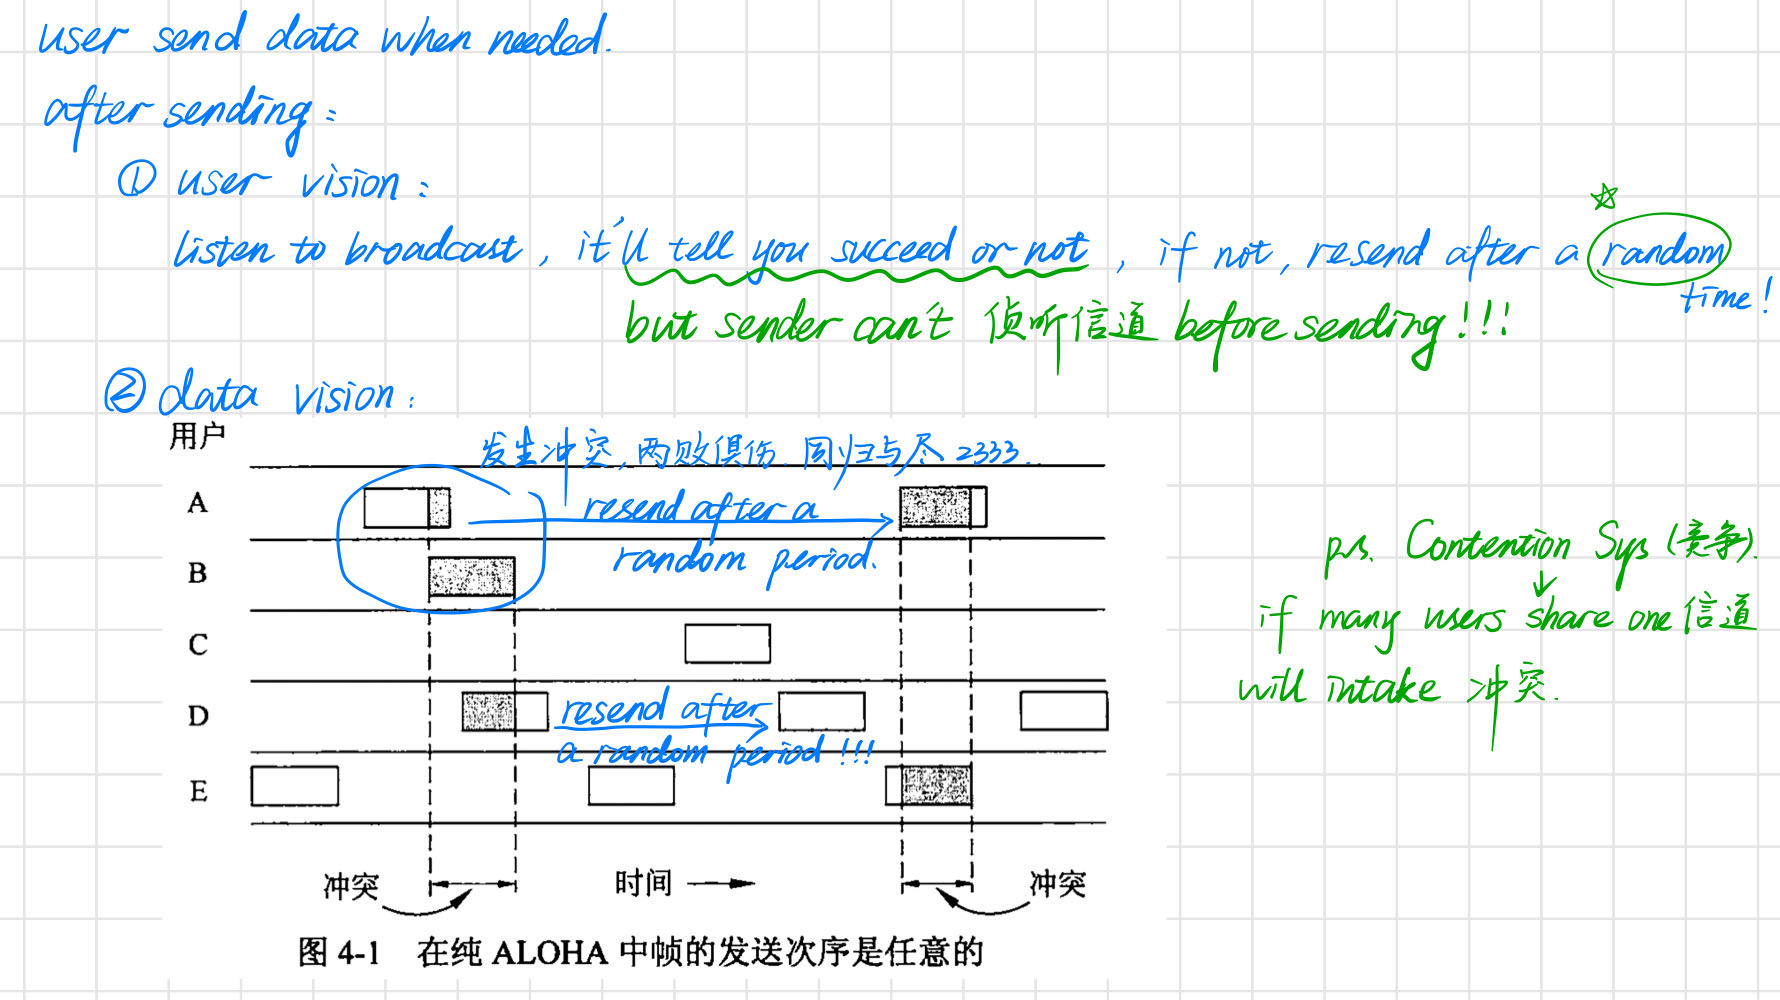 user send data when needed.
after sending:
① user vision:
listen to broadcast, it'll tell you succeed or not, if not, resend after a random time!
but sender can't 侦听信道 before sending!!!
② data vision:
用户
发生冲突, 两败俱伤. 同归与尽 2333..
A
resend after a
random period.
B
C
D
resend after
a random period!!!
E
冲突
时间
冲突
图 4-1 在纯 ALOHA 中帧的发送次序是任意的
p.s. Contention Sys (竞争).
if many users share one 信道
will intake 冲突.